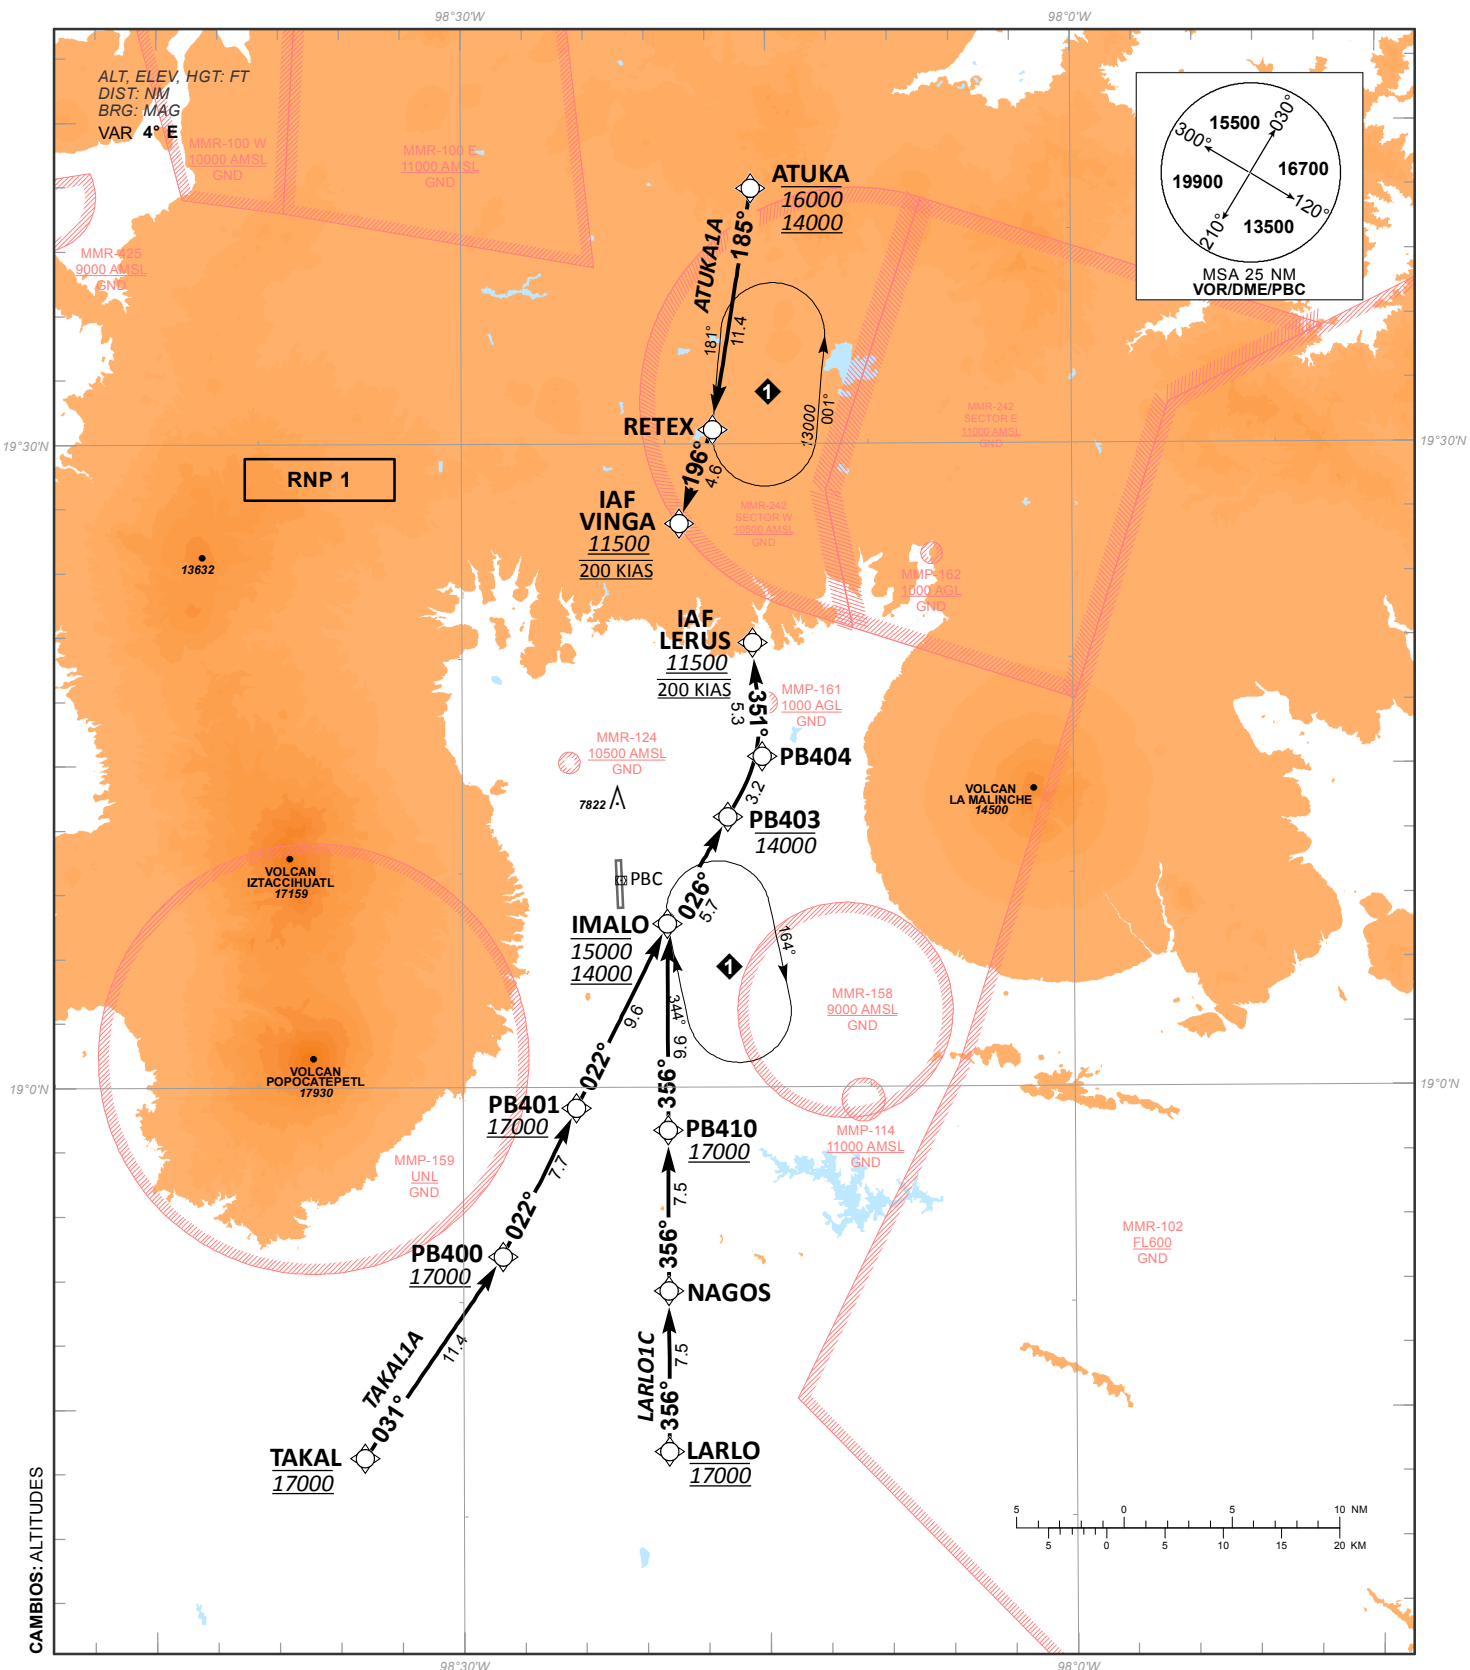 98°30'W
98°0'W
ALT, ELEV, HGT: FT
DIST: NM
BRG: MAG
VAR 4° E
MMR-100 W
10000 AMSL
GND
MMR-100 E
11000 AMSL
GND
MMR-425
9000 AMSL
GND
ATUKA
16000
14000
185°
ATUKA1A
11.4
181°
13000
001°
1
15500
030°
300°
16700
19900
120°
210°
13500
MSA 25 NM
VOR/DME/PBC
RETEX
196°
4.6
19°30'N
19°30'N
RNP 1
MMR-242
SECTOR E
11000 AMSL
GND
IAF
VINGA
11500
200 KIAS
MMR-242
SECTOR W
10500 AMSL
GND
13632
MMP-162
1000 AGL
GND
IAF
LERUS
11500
200 KIAS
351°
5.3
MMP-161
1000 AGL
GND
MMR-124
10500 AMSL
GND
PB404
3.2
7822
PB403
14000
VOLCAN
LA MALINCHE
14500
VOLCAN
IZTACCIHUATL
17159
PBC
026°
5.7
IMALO
15000
14000
164°
1
344°
9.6
9.6
MMR-158
9000 AMSL
GND
VOLCAN
POPOCATEPETL
17930
19°0'N
19°0'N
022°
356°
PB401
17000
PB410
17000
MMP-114
11000 AMSL
GND
MMP-159
UNL
GND
7.7
7.5
022°
356°
PB400
17000
MMR-102
FL600
GND
NAGOS
TAKAL1A
11.4
031°
LARLO1C
7.5
356°
TAKAL
17000
LARLO
17000
5 0 5 10 NM
5 0 5 10 15 20 KM
CAMBIOS: ALTITUDES
98°30'W
98°0'W